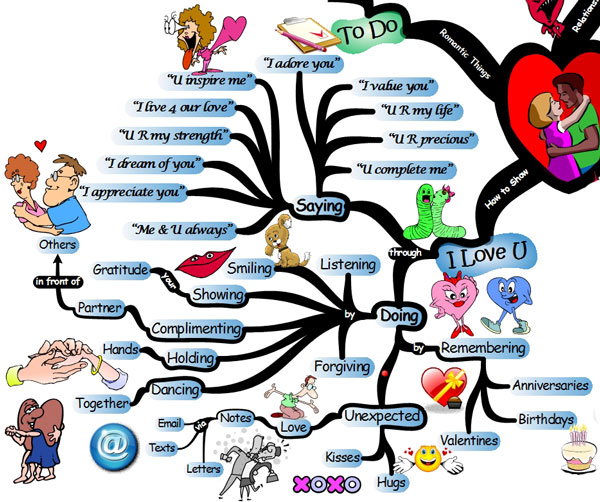 Relations
To Do
Romantic Things
"I adore you"
"U inspire me"
"I value you"
"I live 4 our love"
"U R my life"
"U R my strength"
"U R precious"
"I dream of you"
"U complete me"
"I appreciate you"
Saying
How to Show
"Me & U always"
Others
through
I Love U
Listening
Smiling
Gratitude
your
Showing
in front of
Partner
Complimenting
by
Doing
Hands
Holding
by
Remembering
Forgiving
Dancing
Together
Anniversaries
Birthdays
Valentines
Unexpected
Love
Notes
via
Email
Texts
Letters
@
Kisses
Hugs
XOXO